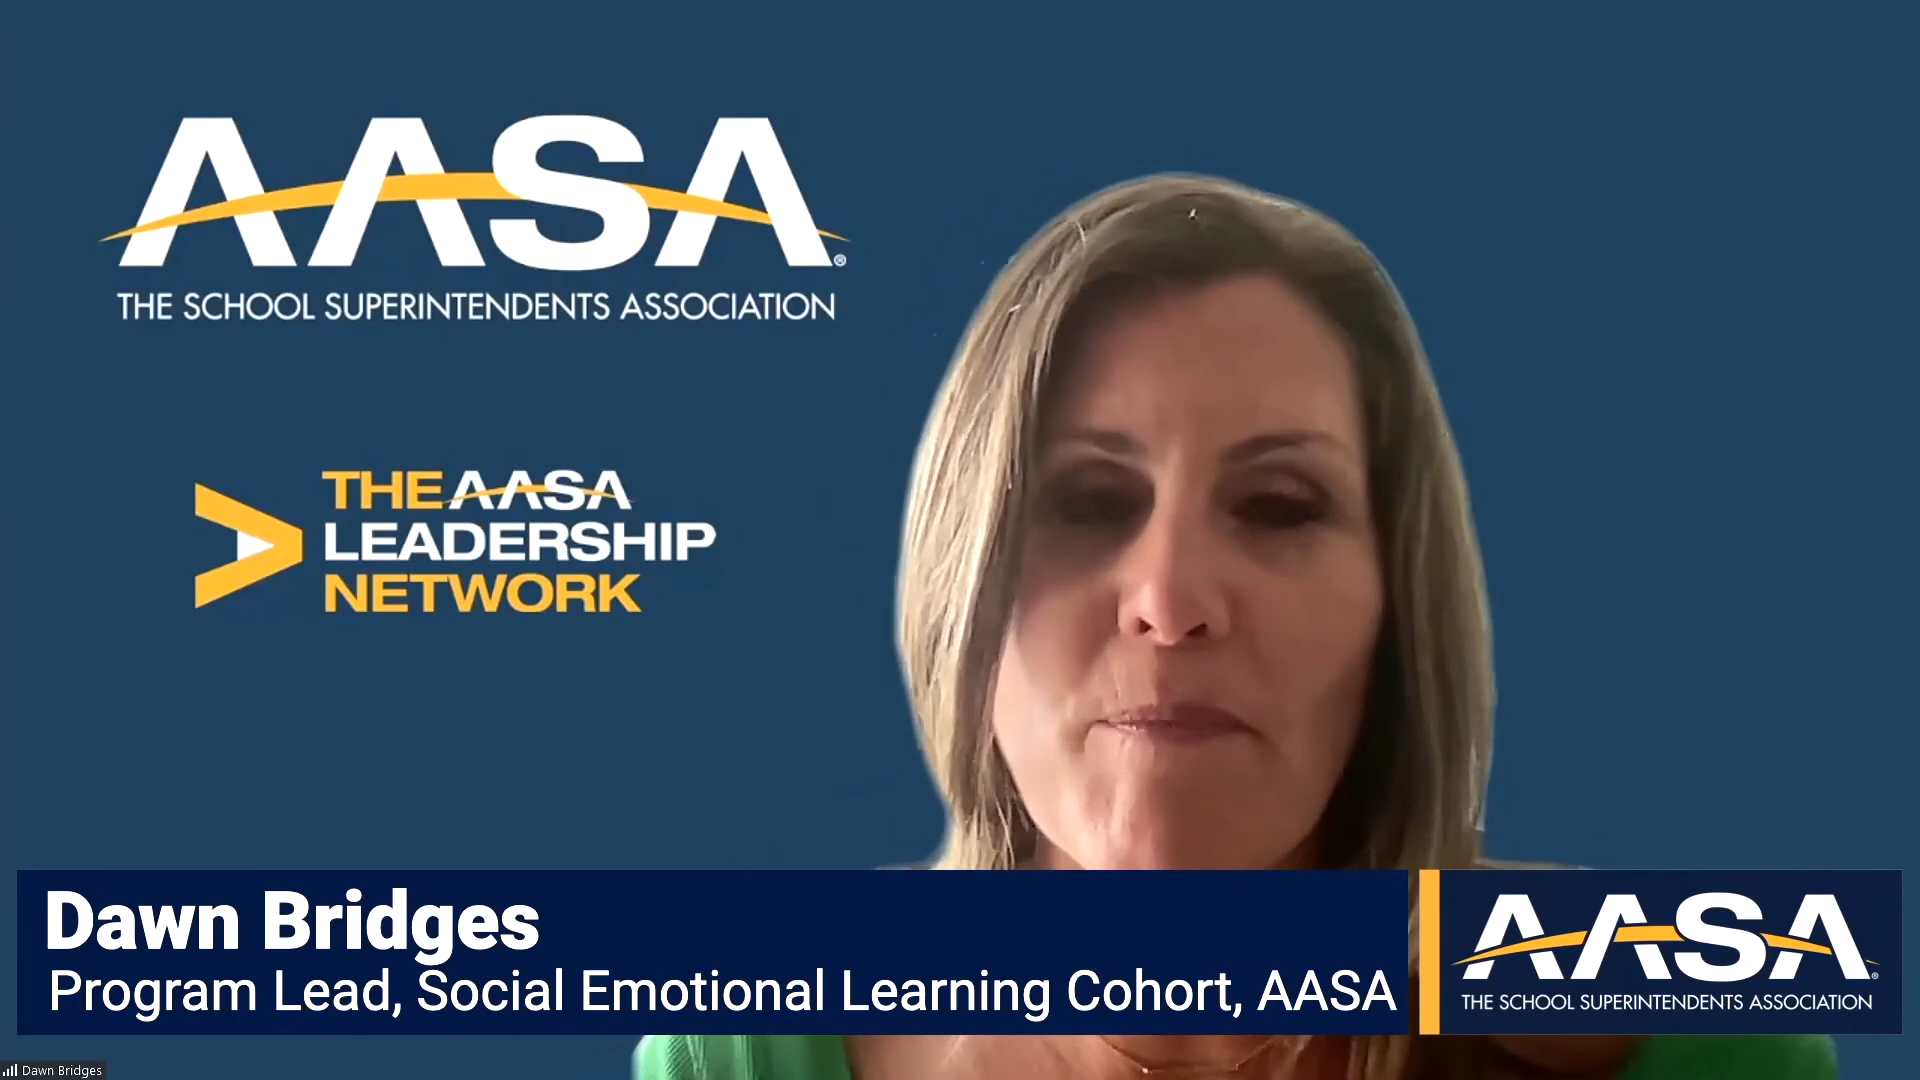 AASA®
THE SCHOOL SUPERINTENDENTS ASSOCIATION
THE AASA
LEADERSHIP
NETWORK
Dawn Bridges
Program Lead, Social Emotional Learning Cohort, AASA
AASA®
THE SCHOOL SUPERINTENDENTS ASSOCIATION
Dawn Bridges